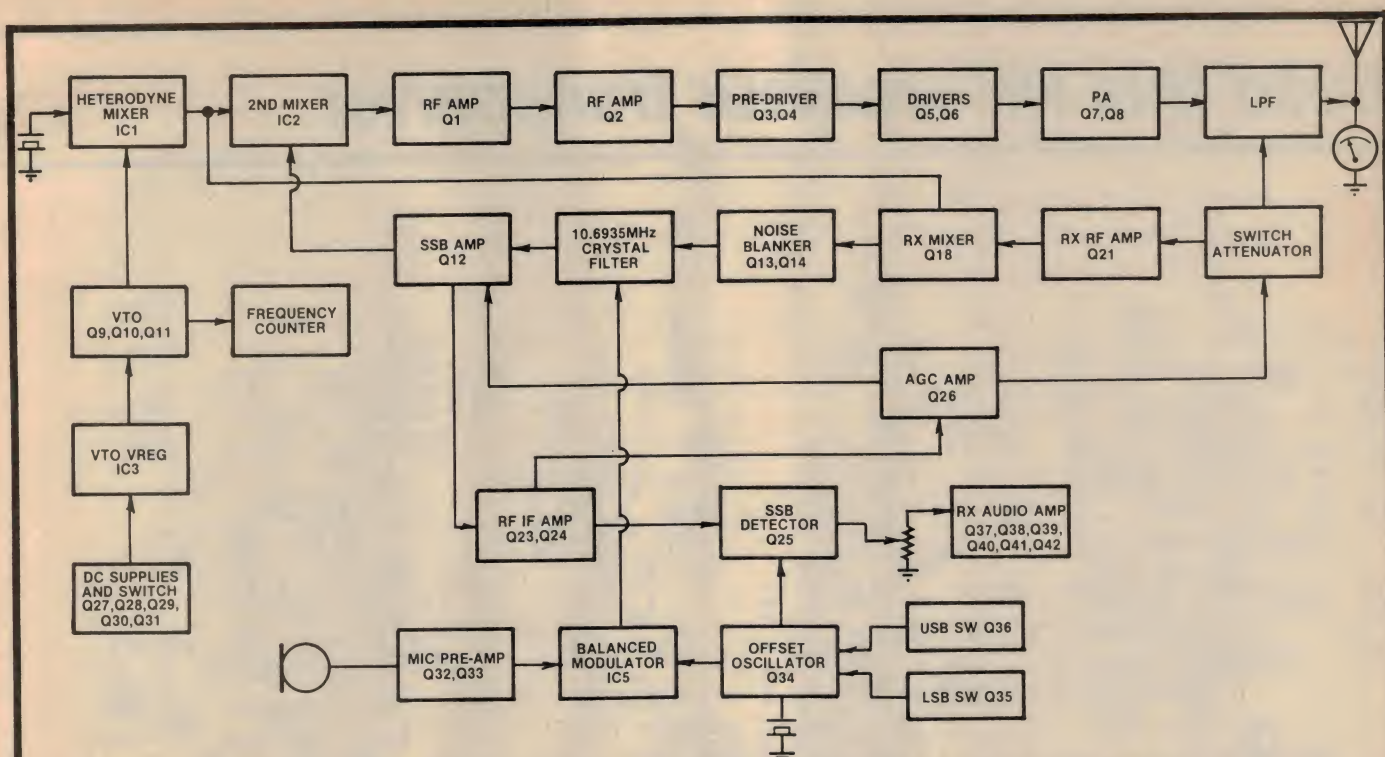 HETERODYNE
MIXER
IC1
2ND MIXER
IC2
RF AMP
Q1
RF AMP
Q2
PRE-DRIVER
Q3,Q4
DRIVERS
Q5,Q6
PA
Q7,Q8
LPF
SSB AMP
Q12
10.6935MHz
CRYSTAL
FILTER
NOISE
BLANKER
Q13,Q14
RX MIXER
Q18
RX RF AMP
Q21
SWITCH
ATTENUATOR
VTO
Q9,Q10,Q11
FREQUENCY
COUNTER
AGC AMP
Q26
VTO VREG
IC3
RF IF AMP
Q23,Q24
SSB
DETECTOR
Q25
RX AUDIO AMP
Q37,Q38,Q39,
Q40,Q41,Q42
DC SUPPLIES
AND SWITCH
Q27,Q28,Q29,
Q30,Q31
MIC PRE-AMP
Q32,Q33
BALANCED
MODULATOR
IC5
OFFSET
OSCILLATOR
Q34
USB SW Q36
LSB SW Q35